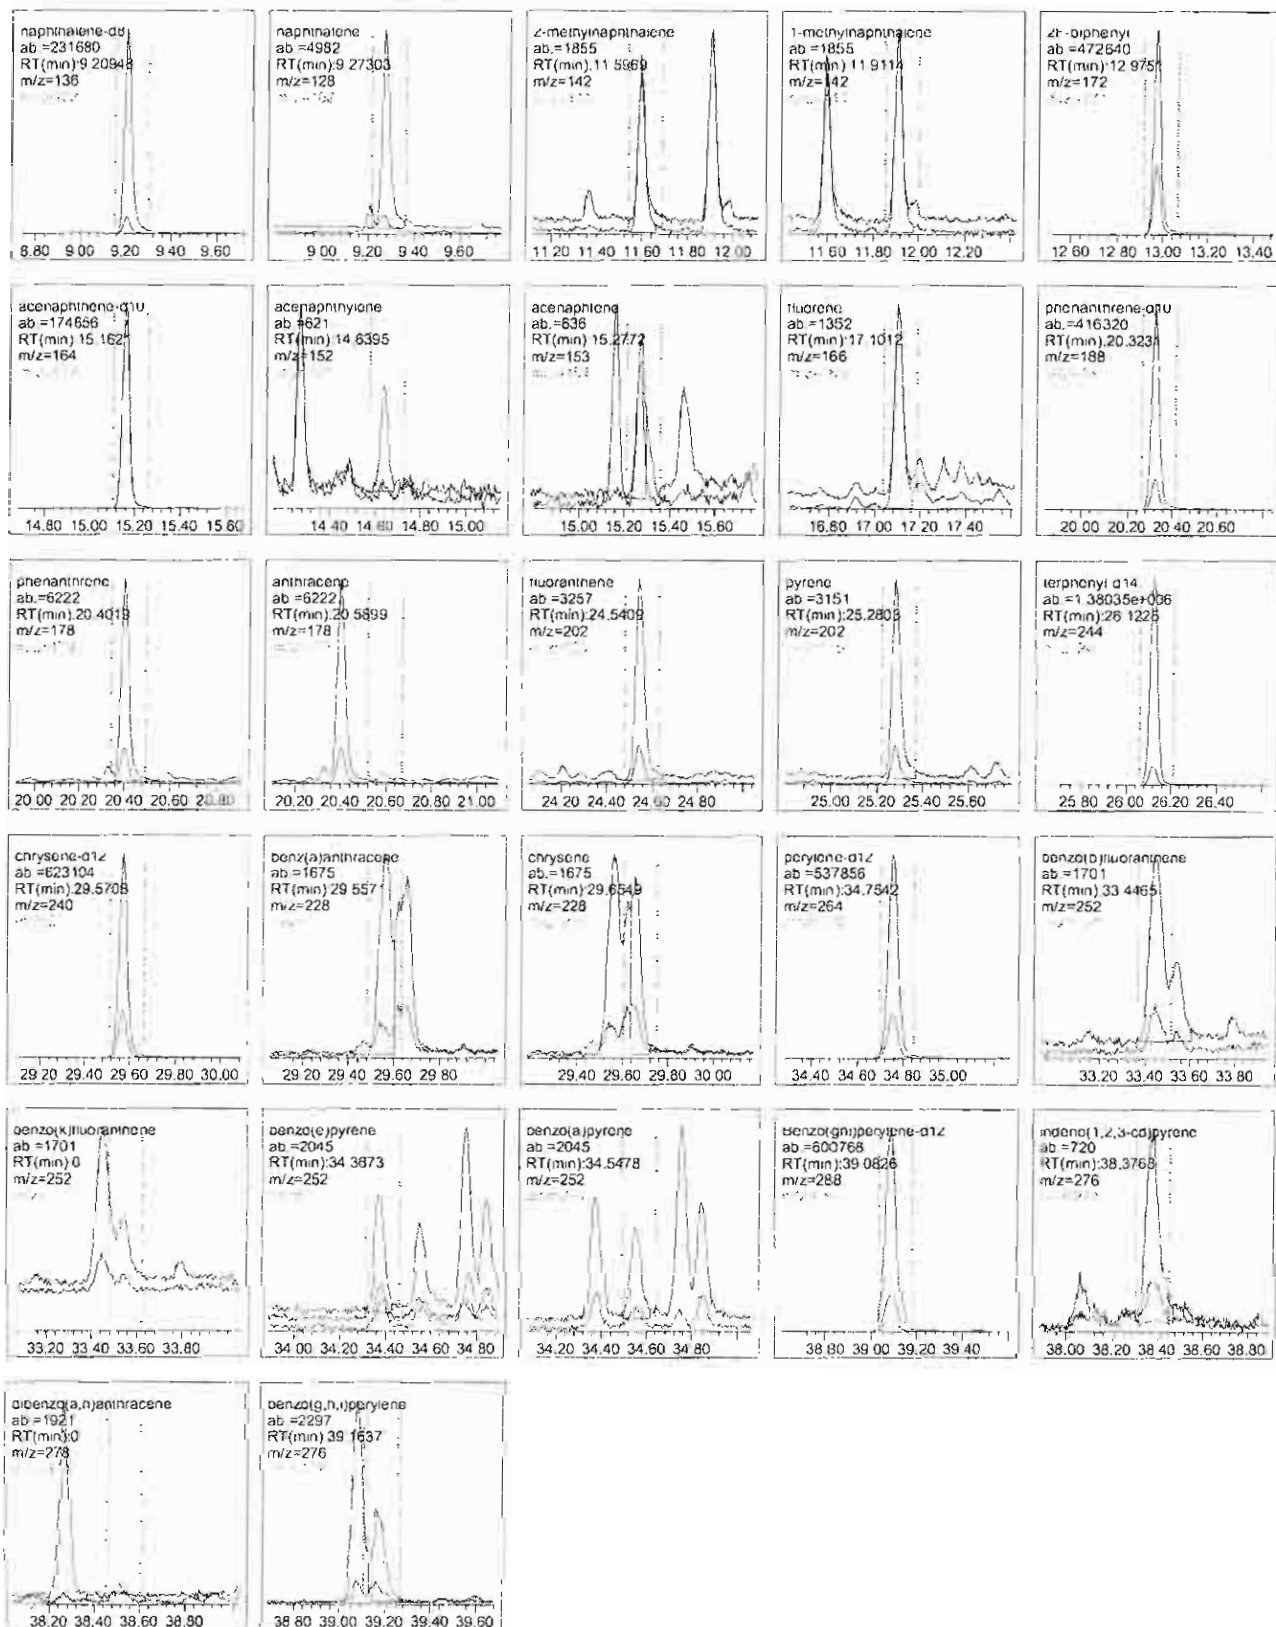 naphthalene-d8
ab =231680
RT(min):9 2094
m/z=136
naphthalene
ab =4982
RT(min) 9 27303
m/z=128
2-methylnaphthalene
ab.=1855
RT(min).11 5969
m/z=142
1-methylnaphthalene
ab =1855
RT(min) 11 911
m/z=142
2F-biphenyl
ab =472640
RT(min) 12 975
m/z=172
8.80 9 00 9.20 9 40 9.60
9 00 9.20 9 40 9.60
11 20 11 40 11 60 11 80 12 00
11 60 11.80 12 00 12.20
12 60 12 80 13.00 13.20 13.40
acenaphthene-d10
ab =174656
RT(min) 15 162
m/z=164
acenaphthylene
ab =621
RT(min) 14 6395
m/z=152
acenaphtene
ab.=636
RT(min) 15.2772
m/z=153
fluorene
ab =1352
RT(min) 17 1012
m/z=166
phenanthrene-d10
ab.=416320
RT(min).20.323
m/z=188
14.80 15.00 15.20 15.40 15 60
14 40 14 60 14.80 15.00
15.00 15.20 15.40 15.60
16.80 17 00 17 20 17 40
20 00 20.20 20 40 20.60
phenanthrene
ab.=6222
RT(min).20 4019
m/z=178
anthracene
ab =6222
RT(min) 20 5899
m/z=178
fluoranthene
ab =3257
RT(min) 24.5409
m/z=202
pyrene
ab =3151
RT(min):25.2803
m/z=202
terphenyl d14
ab =1 38035e+006
RT(min):26 1226
m/z=244
20 00 20 20 20.40 20.60 20.80
20.20 20.40 20.60 20.80 21.00
24 20 24.40 24 60 24 80
25.00 25.20 25.40 25.60
25 80 26 00 26.20 26.40
chrysene-d12
ab =623104
RT(min):29.5708
m/z=240
benz(a)anthracene
ab =1675
RT(min) 29 557
m/z=228
chrysene
ab.=1675
RT(min) 29.6549
m/z=228
perylene-d12
ab =537856
RT(min):34.7542
m/z=264
benzo(b)fluoranthene
ab =1701
RT(min) 33 4465
m/z=252
29 20 29.40 29.60 29.80 30.00
29 20 29.40 29.60 29 80
29.40 29.60 29.80 30 00
34 40 34 60 34 80 35.00
33.20 33.40 33 60 33 80
benzo(k)fluoranthene
ab =1701
RT(min) 0
m/z=252
benzo(e)pyrene
ab =2045
RT(min):34 3673
m/z=252
benzo(a)pyrene
ab =2045
RT(min):34.5478
m/z=252
Benzo(ghi)perylene-d12
ab =600768
RT(min):39 0826
m/z=288
indeno(1,2,3-cd)pyrene
ab =720
RT(min):38.3768
m/z=276
33.20 33.40 33.60 33.80
34 00 34.20 34.40 34.60 34 80
34.20 34.40 34.60 34.80
38 80 39.00 39.20 39 40
38.00 38.20 38 40 38.60 38.80
dibenzo(a,h)anthracene
ab =1921
RT(min):0
m/z=278
benzo(g,h,i)perylene
ab =2297
RT(min) 39 1637
m/z=276
38.20 38.40 38 60 38.80
38 80 39.00 39.20 39.40 39.60